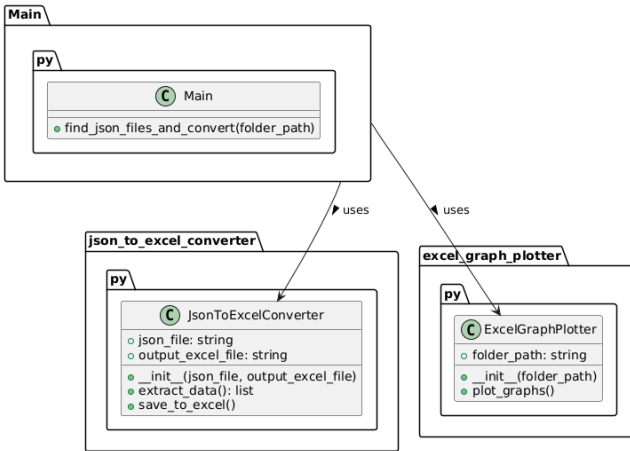 Main
py
C Main
find_json_files_and_convert(folder_path)
uses
uses
json_to_excel_converter
py
C JsonToExcelConverter
json_file: string
output_excel_file: string
__init__(json_file, output_excel_file)
extract_data(): list
save_to_excel()
excel_graph_plotter
py
C ExcelGraphPlotter
folder_path: string
__init__(folder_path)
plot_graphs()